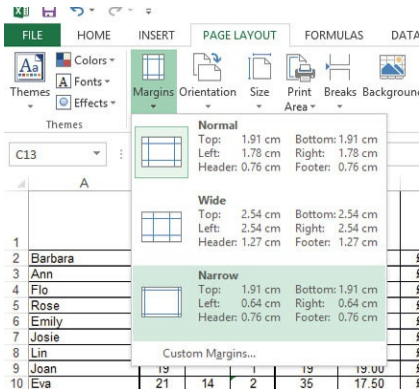 FILE HOME INSERT PAGE LAYOUT FORMULAS DATA
Aa Colors
A Fonts
Effects
Themes Margins Orientation Size Print Area Breaks Background
Themes
C13
Normal
Top: 1.91 cm Bottom: 1.91 cm
Left: 1.78 cm Right: 1.78 cm
Header: 0.76 cm Footer: 0.76 cm
Wide
Top: 2.54 cm Bottom: 2.54 cm
Left: 2.54 cm Right: 2.54 cm
Header: 1.27 cm Footer: 1.27 cm
Narrow
Top: 1.91 cm Bottom: 1.91 cm
Left: 0.64 cm Right: 0.64 cm
Header: 0.76 cm Footer: 0.76 cm
Custom Margins...
A
1
2 Barbara £
3 Ann £
4 Flo £
5 Rose £
6 Emily £
7 Josie £
8 Lin £
9 Joan 19 1 19 19.00 £
10 Eva 21 14 2 35 17.50 £